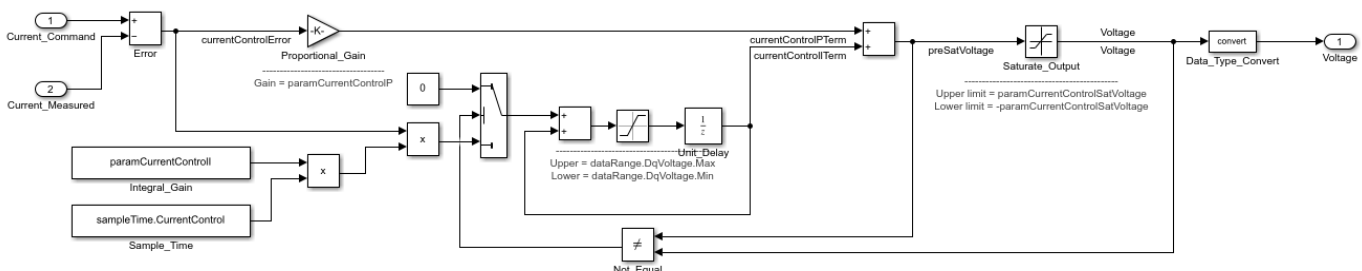 1
Current_Command
2
Current_Measured
+
−
Error
currentControlError
-K-
Proportional_Gain
--------------------------------
Gain = paramCurrentControlP
0
paramCurrentControlI
Integral_Gain
sampleTime.CurrentControl
Sample_Time
x
x
+
+
1
z
Unit_Delay
Upper = dataRange.DqVoltage.Max
Lower = dataRange.DqVoltage.Min
currentControlPTerm
currentControlITerm
+
+
preSatVoltage
Saturate_Output
----------------------------------------
Upper limit = paramCurrentControlSatVoltage
Lower limit = -paramCurrentControlSatVoltage
Voltage
Voltage
convert
Data_Type_Convert
1
Voltage
≠
Not_Equal